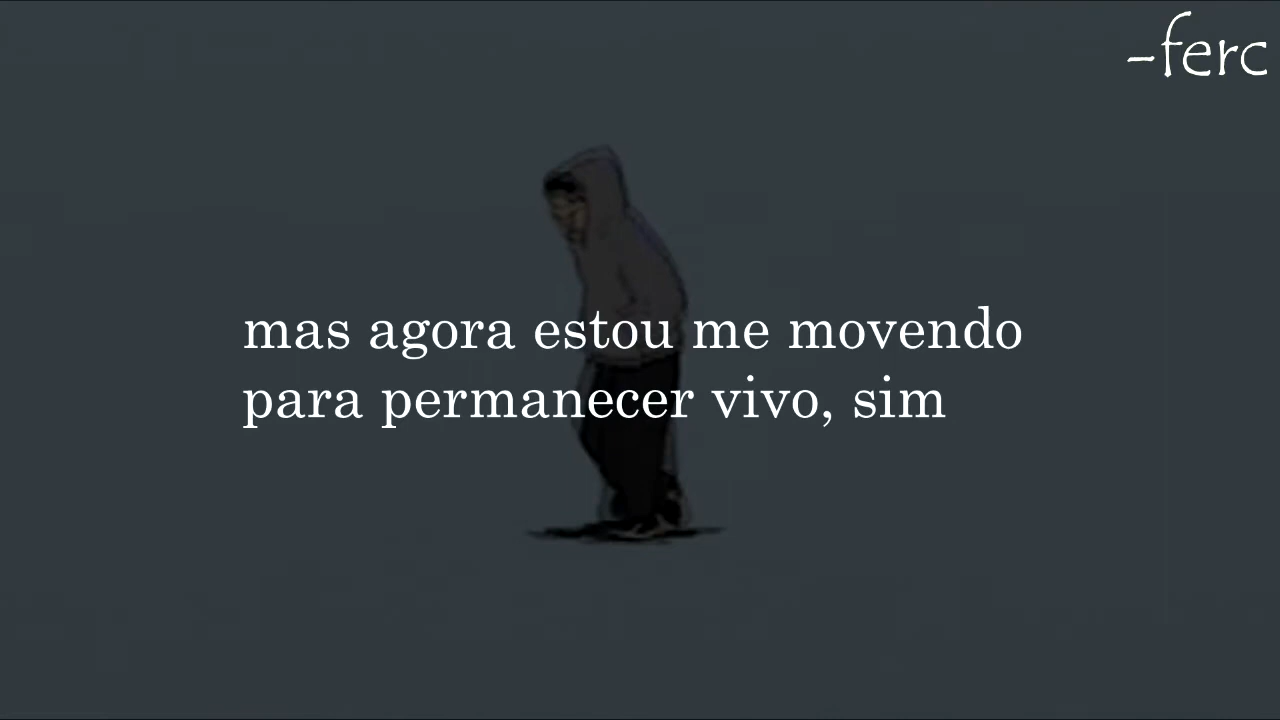 -ferc
mas agora estou me movendo
para permanecer vivo, sim